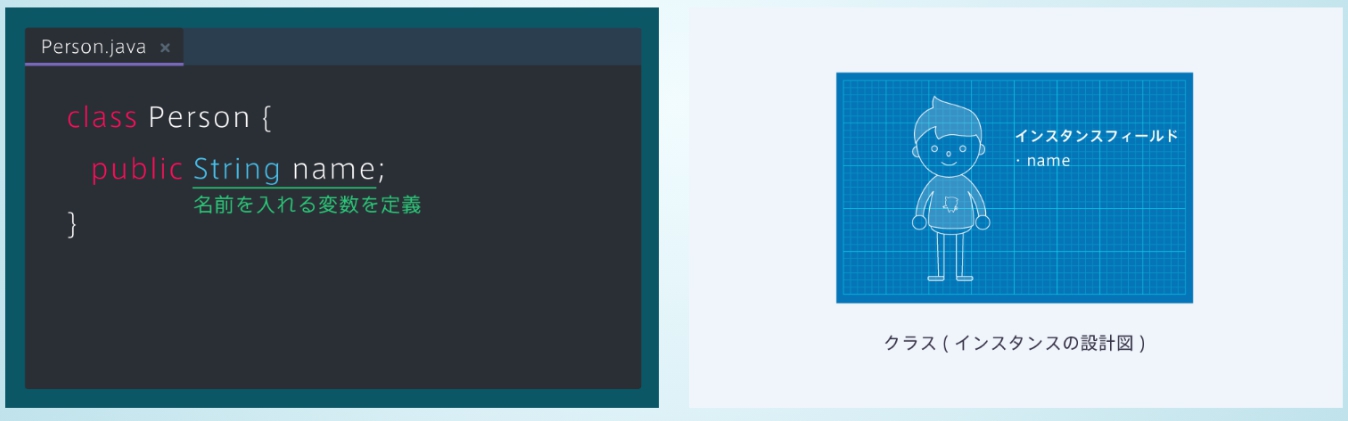 Person.java ×
class Person {
public String name;
名前を入れる変数を定義
}
インスタンスフィールド
・name
クラス ( インスタンスの設計図 )